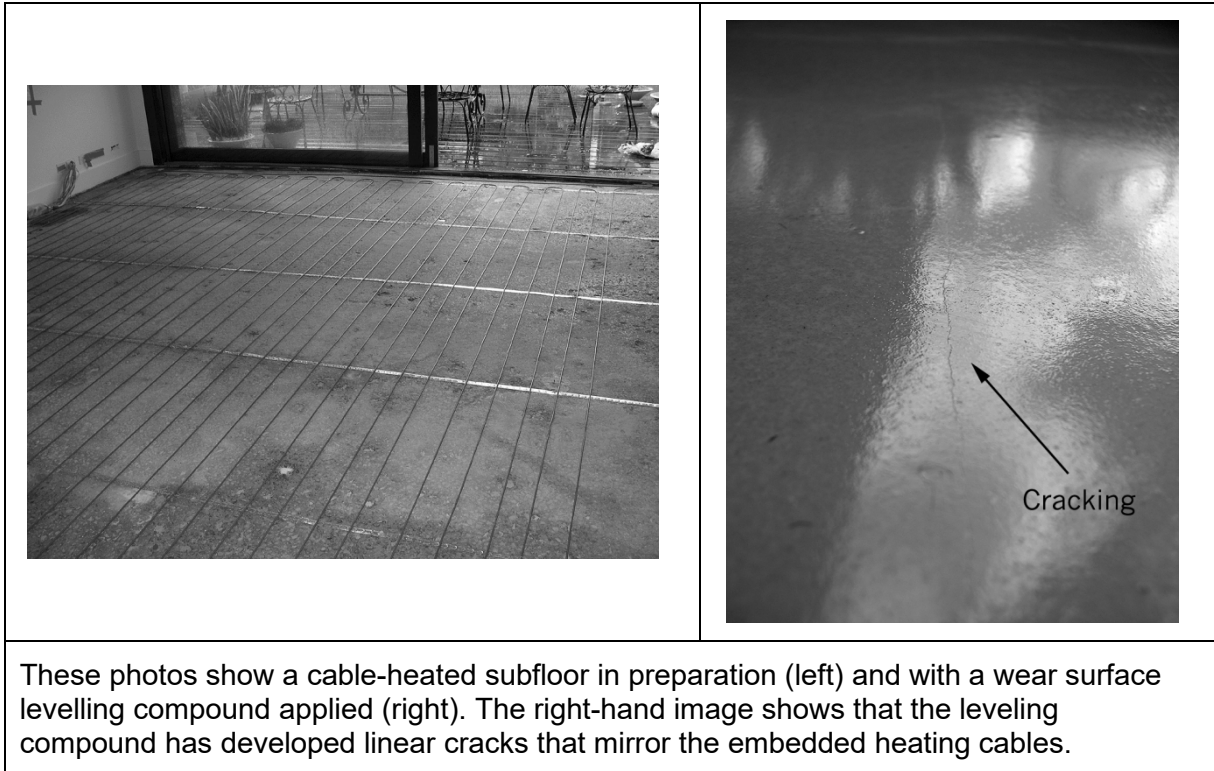 Cracking
These photos show a cable-heated subfloor in preparation (left) and with a wear surface
levelling compound applied (right). The right-hand image shows that the leveling
compound has developed linear cracks that mirror the embedded heating cables.